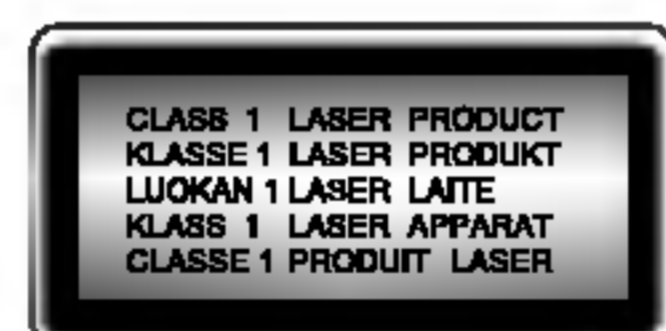 CLASS 1 LASER PRODUCT
KLASSE 1 LASER PRODUKT
LUOKAN 1 LASER LAITE
KLASS 1 LASER APPARAT
CLASSE 1 PRODUIT LASER